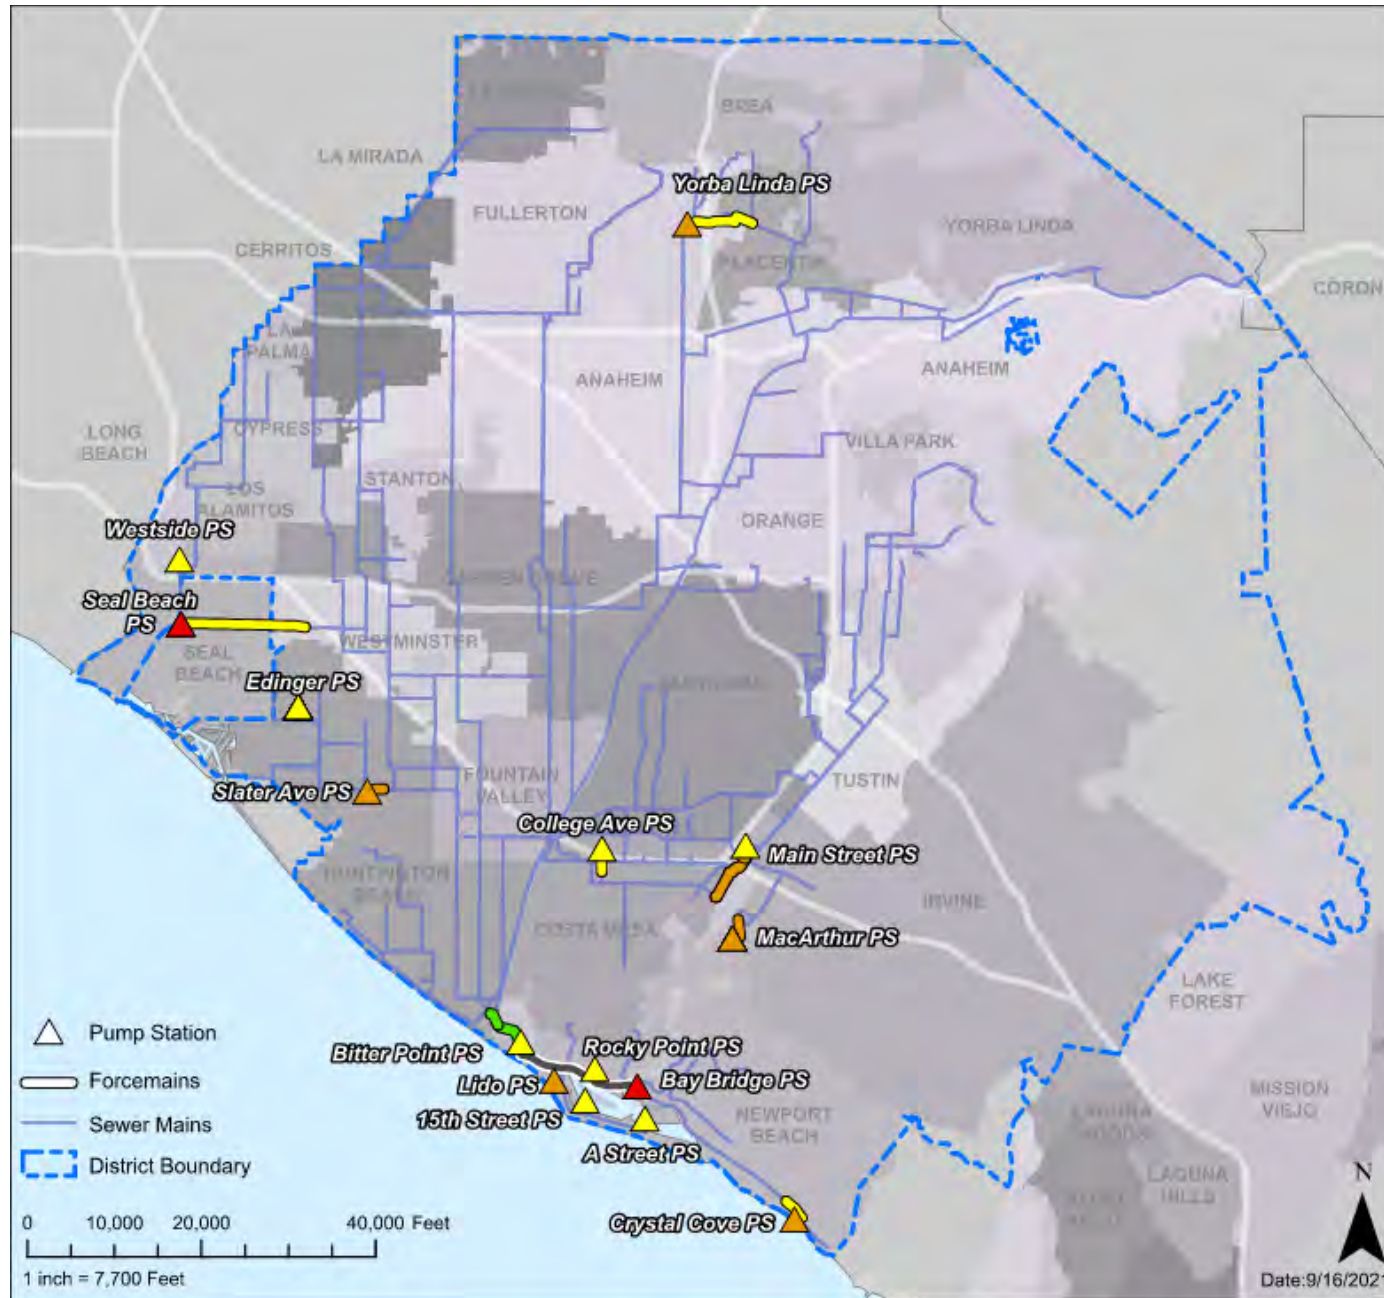 BREA
LA MIRADA
Yorba Linda PS
FULLERTON
YORBA LINDA
CERRITOS
PLACENTIA
CORON
LA
PALMA
ANAHEIM
ANAHEIM
LONG
BEACH
CYPRESS
VILLA PARK
STANTON
LOS
ALAMITOS
ORANGE
Westside PS
Seal Beach
PS
WESTMINSTER
SEAL
BEACH
Edinger PS
FOUNTAIN
VALLEY
TUSTIN
Slater Ave PS
College Ave PS
Main Street PS
HUNTINGTON
BEACH
IRVINE
COSTA MESA
MacArthur PS
LAKE
FOREST
Pump Station
Bitter Point PS
Rocky Point PS
Forcemains
Lido PS
Bay Bridge PS
Sewer Mains
15th Street PS
NEWPORT
BEACH
MISSION
VIEJO
District Boundary
A Street PS
LAGUNA
HILLS
N
0 10,000 20,000 40,000 Feet
Crystal Cove PS
1 inch = 7,700 Feet
Date:9/16/2021